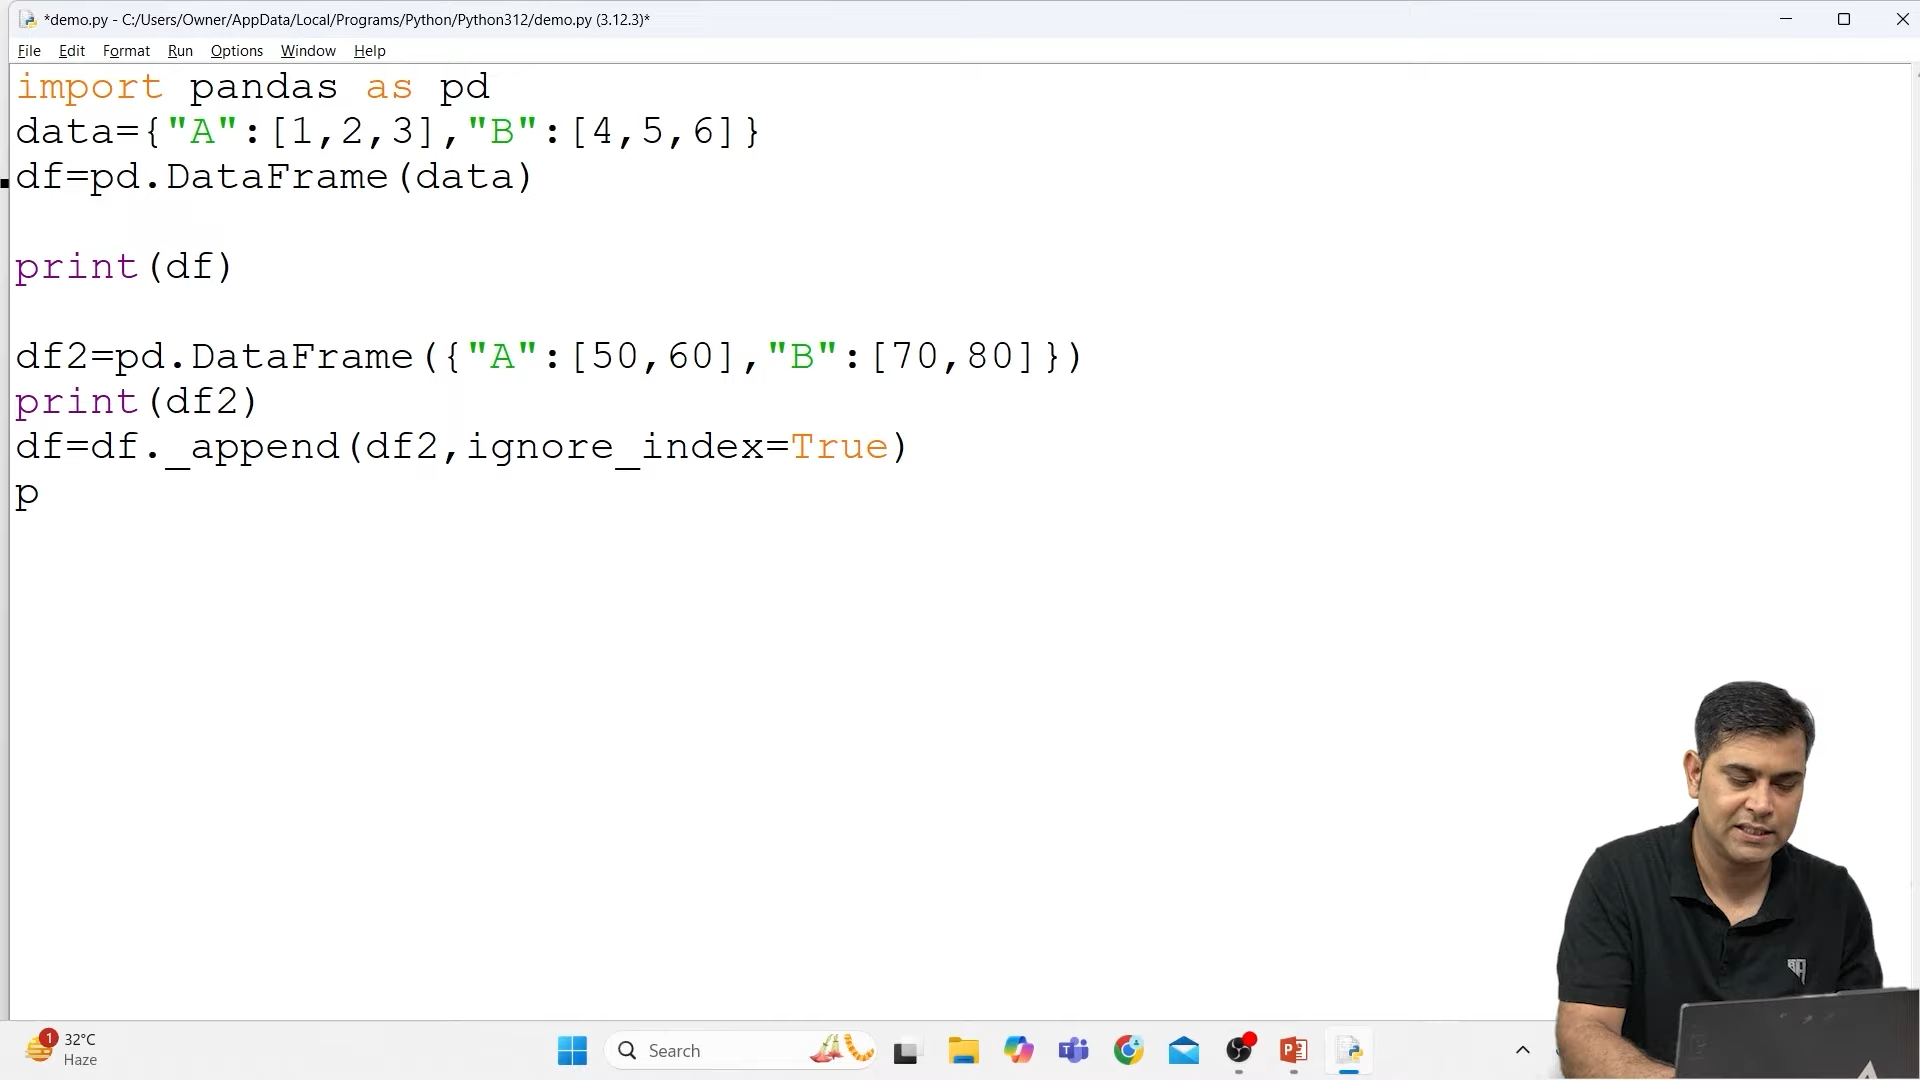 *demo.py - C:/Users/Owner/AppData/Local/Programs/Python/Python312/demo.py (3.12.3)*
File Edit Format Run Options Window Help
import pandas as pd
data={"A":[1,2,3],"B":[4,5,6]}
df=pd.DataFrame(data)
print(df)
df2=pd.DataFrame({"A":[50,60],"B":[70,80]})
print(df2)
df=df._append(df2,ignore_index=True)
p
1
32°C
Haze
Search